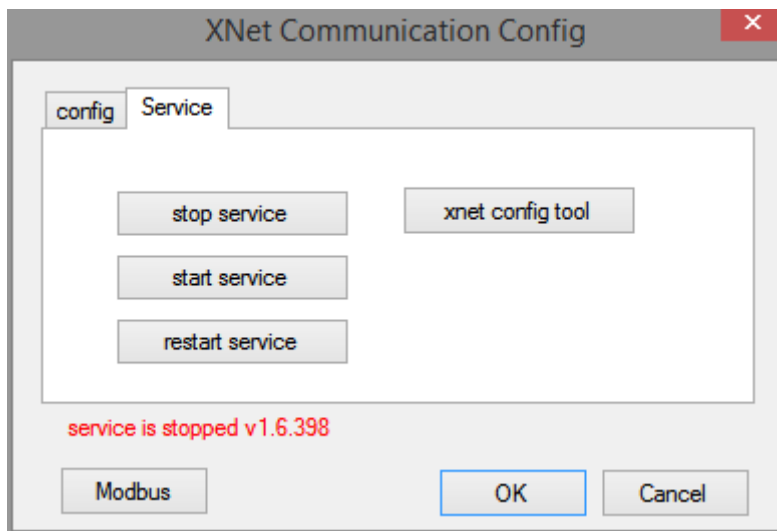 XNet Communication Config
config
Service
stop service
xnet config tool
start service
restart service
service is stopped v1.6.398
Modbus
OK
Cancel